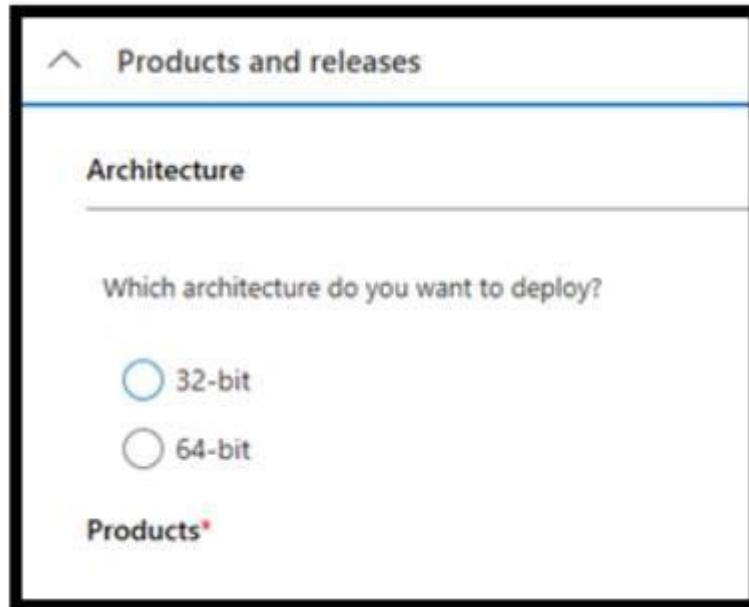 Products and releases
Architecture
Which architecture do you want to deploy?
32-bit
64-bit
Products*